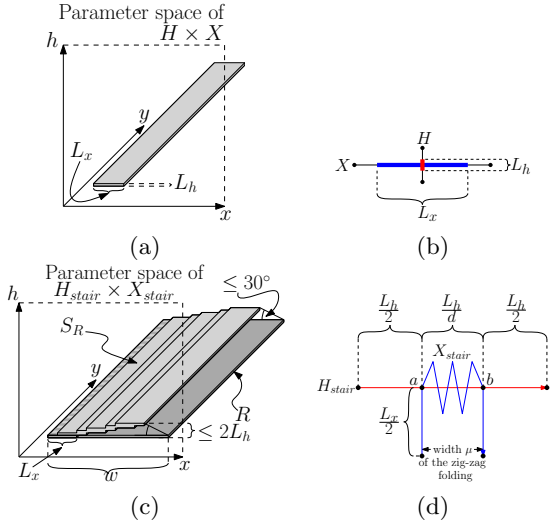 Parameter space of
H × X
h
y
L_x
L_h
x
(a)
H
X
L_h
L_x
(b)
Parameter space of
H_stair × X_stair
h
≤ 30°
S_R
y
R
≤ 2L_h
L_x
w
x
(c)
L_h/2
L_h/d
L_h/2
X_stair
a
b
H_stair
L_x/2
width μ
of the zig-zag
folding
(d)